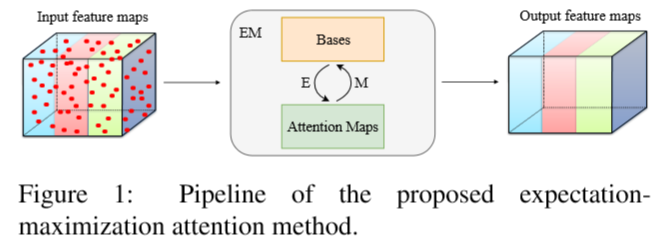 Input feature maps
Output feature maps
EM
Bases
E
M
Attention Maps
Figure 1: Pipeline of the proposed expectation-
maximization attention method.